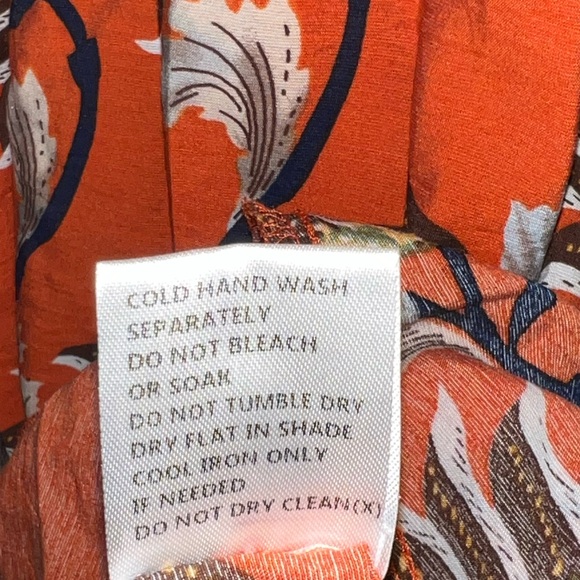 COLD HAND WASH
SEPARATELY
DO NOT BLEACH
OR SOAK
DO NOT TUMBLE DRY
DRY FLAT IN SHADE
COOL IRON ONLY
IF NEEDED
DO NOT DRY CLEAN(X)